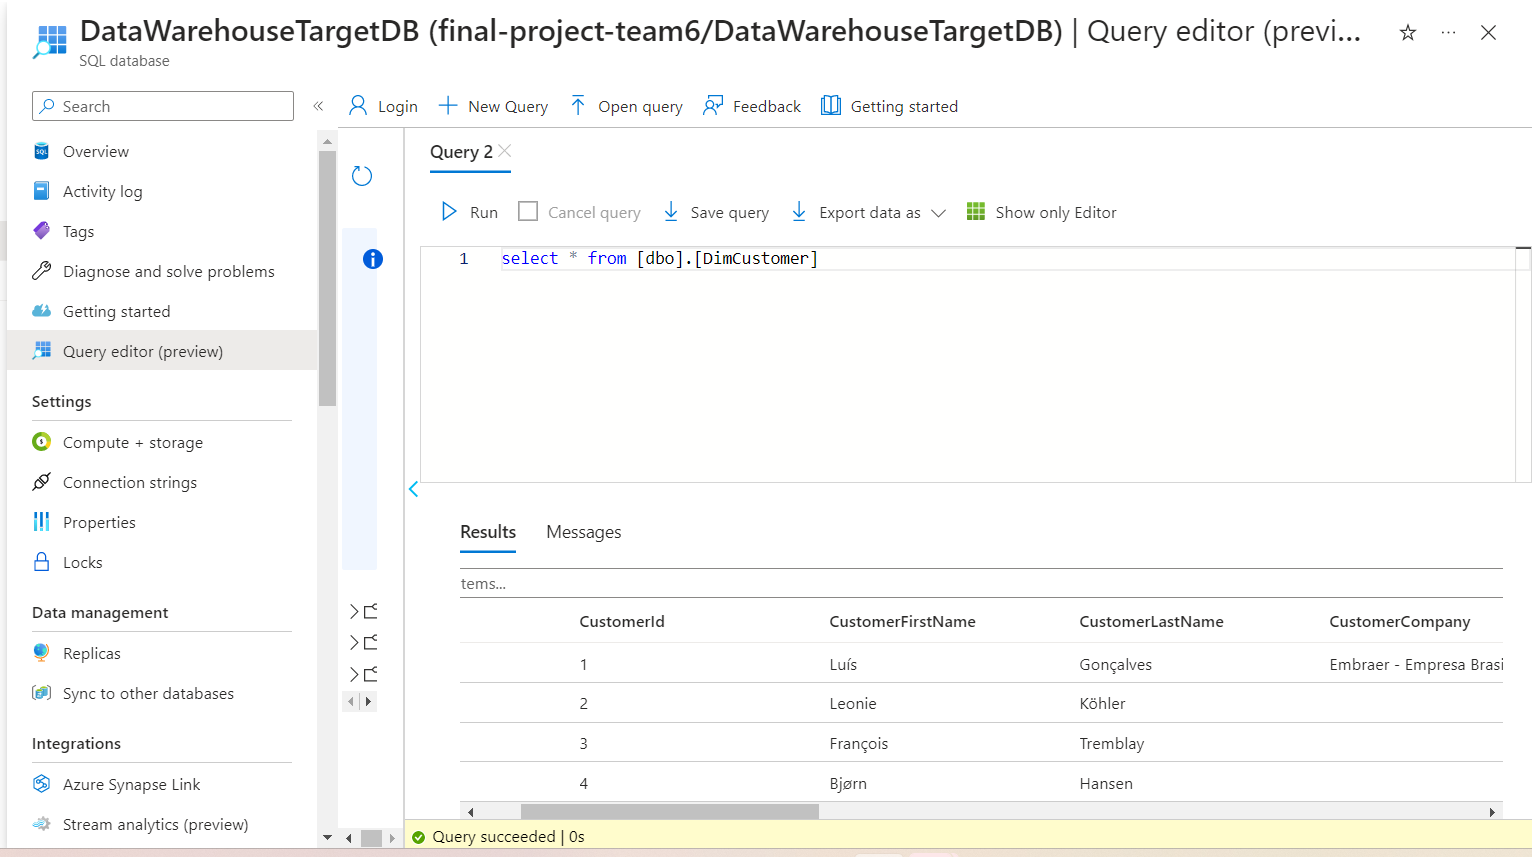 DataWarehouseTargetDB (final-project-team6/DataWarehouseTargetDB) | Query editor (previ...
SQL database
Search
Login
New Query
Open query
Feedback
Getting started
Overview
Activity log
Tags
Diagnose and solve problems
Getting started
Query editor (preview)
Settings
Compute + storage
Connection strings
Properties
Locks
Data management
Replicas
Sync to other databases
Integrations
Azure Synapse Link
Stream analytics (preview)
Query 2
Run
Cancel query
Save query
Export data as
Show only Editor
1 select * from [dbo].[DimCustomer]
Results Messages
tems...
CustomerId CustomerFirstName CustomerLastName CustomerCompany
1 Luís Gonçalves Embraer - Empresa Brasi
2 Leonie Köhler
3 François Tremblay
4 Bjørn Hansen
Query succeeded | 0s